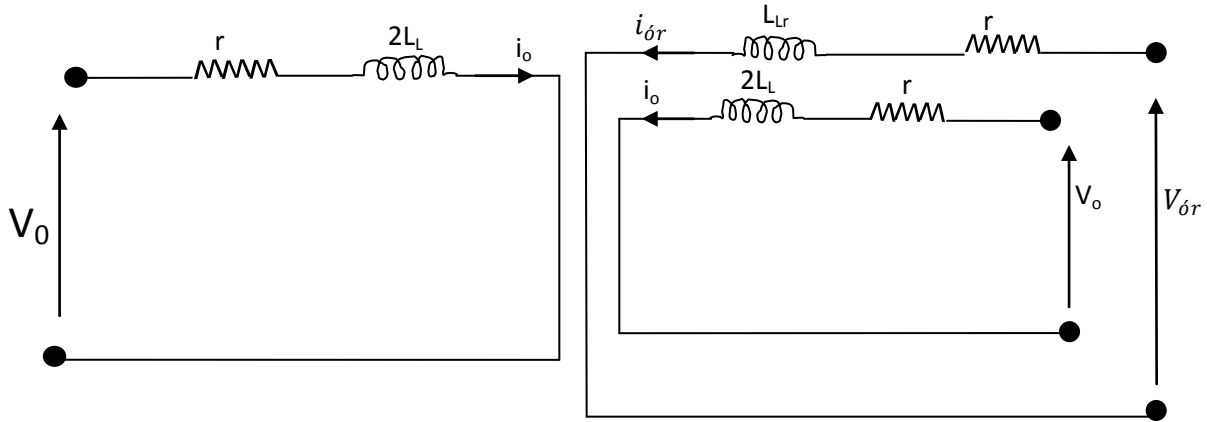 r 2L_L i_o
V_0
i_ór L_Lr r
i_o 2L_L r
V_o
V_ór